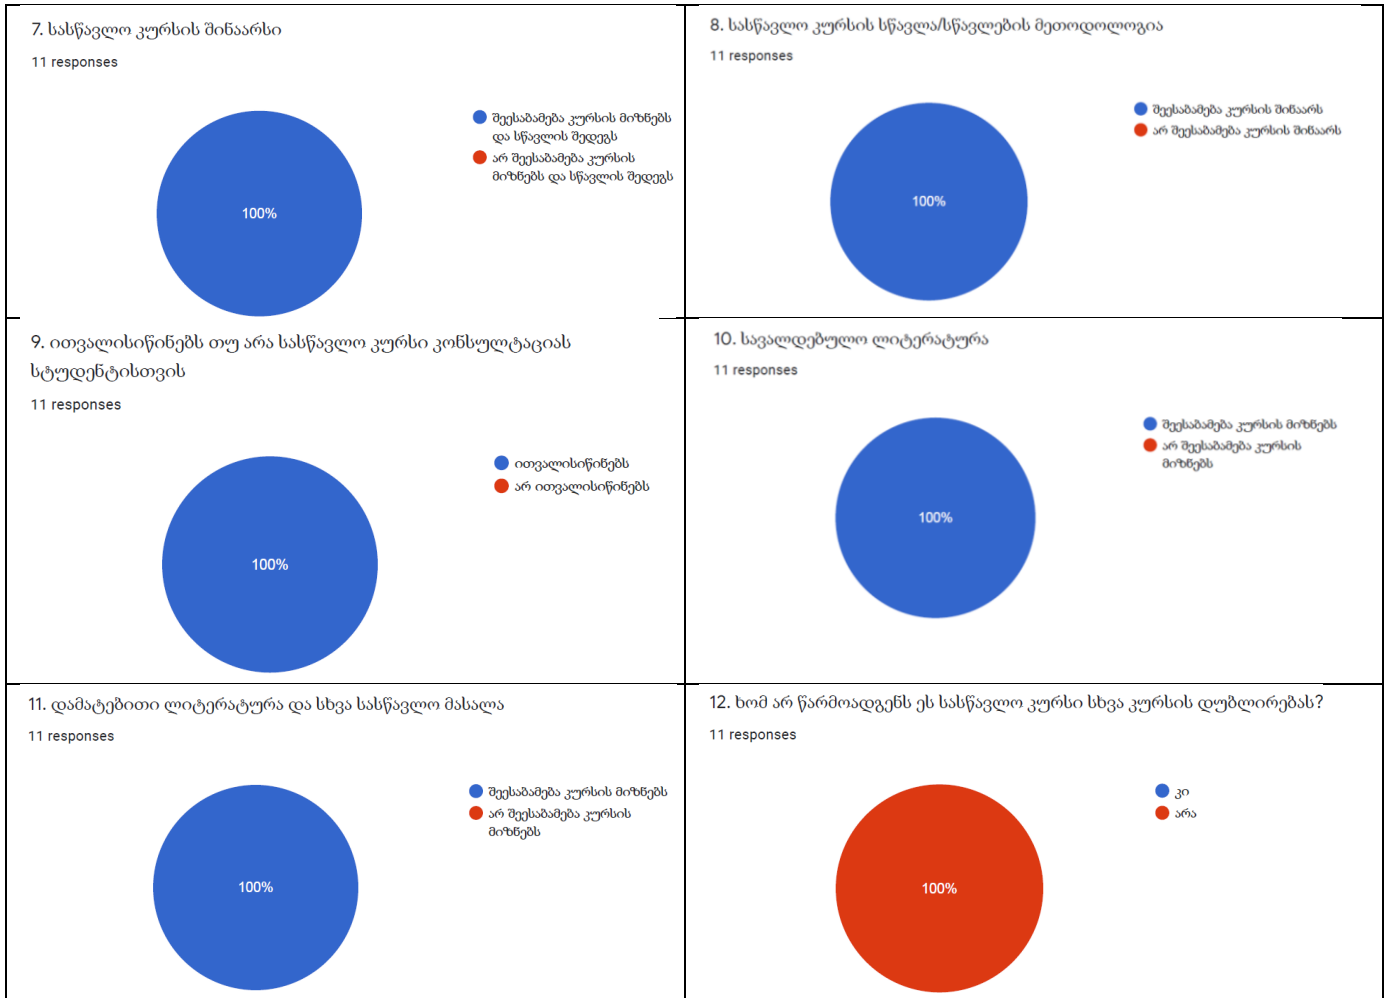 7. სასწავლო კურსის შინაარსი
11 responses
100%
შეესაბამება კურსის მიზნებს
და სწავლის შედეგს
არ შეესაბამება კურსის
მიზნებს და სწავლის შედეგს
8. სასწავლო კურსის სწავლა/სწავლების მეთოდოლოგია
11 responses
100%
შეესაბამება კურსის შინაარს
არ შეესაბამება კურსის შინაარს
9. ითვალისიწინებს თუ არა სასწავლო კურსი კონსულტაციას
სტუდენტისთვის
11 responses
100%
ითვალისიწინებს
არ ითვალისიწინებს
10. სავალდებულო ლიტერატურა
11 responses
100%
შეესაბამება კურსის მიზნებს
არ შეესაბამება კურსის
მიზნებს
11. დამატებითი ლიტერატურა და სხვა სასწავლო მასალა
11 responses
100%
შეესაბამება კურსის მიზნებს
არ შეესაბამება კურსის
მიზნებს
12. ხომ არ წარმოადგენს ეს სასწავლო კურსი სხვა კურსის დუბლირებას?
11 responses
100%
კი
არა